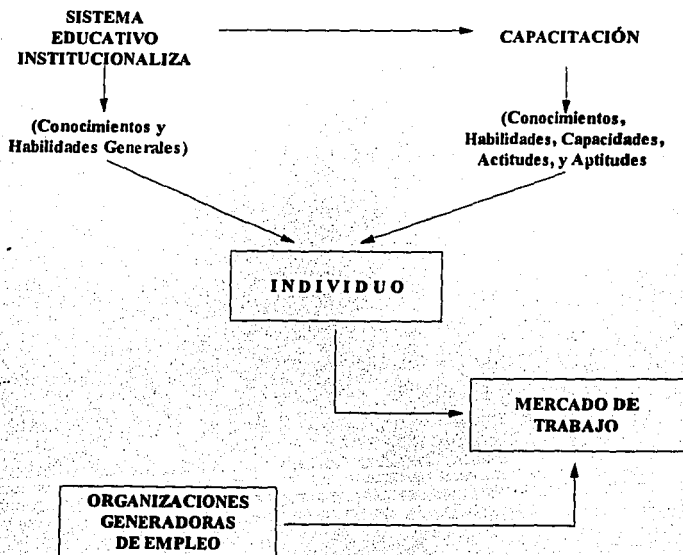 SISTEMA
EDUCATIVO
INSTITUCIONALIZA
CAPACITACIÓN
(Conocimientos y
Habilidades Generales)
(Conocimientos,
Habilidades, Capacidades,
Actitudes, y Aptitudes
INDIVIDUO
MERCADO DE
TRABAJO
ORGANIZACIONES
GENERADORAS
DE EMPLEO